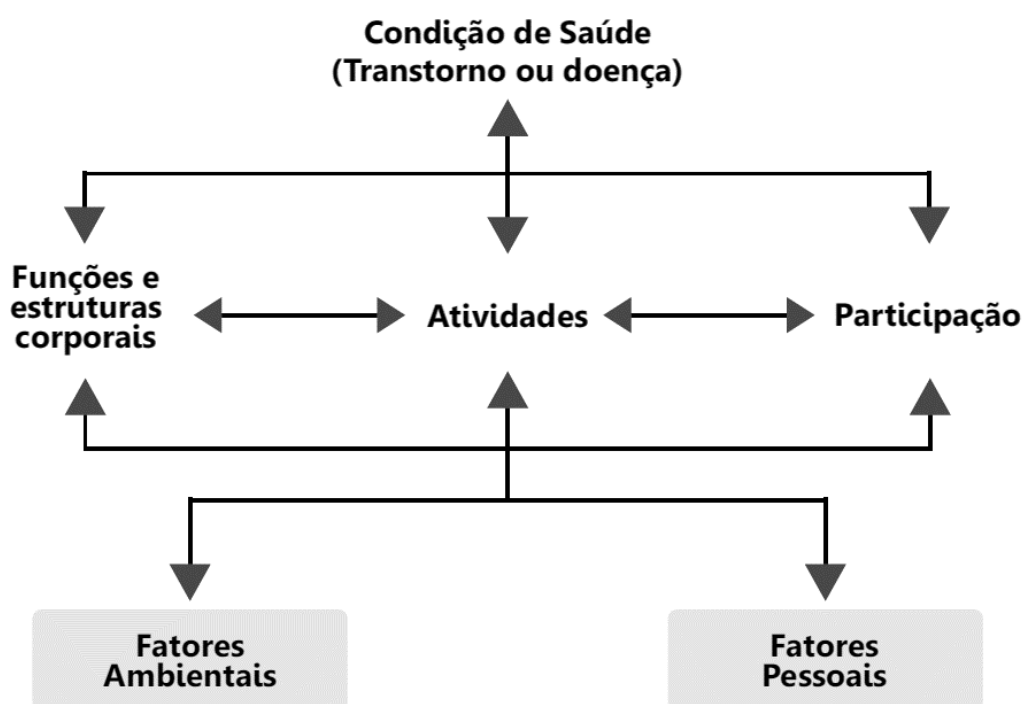 Condição de Saúde
(Transtorno ou doença)
Funções e
estruturas
corporais
Atividades
Participação
Fatores
Ambientais
Fatores
Pessoais